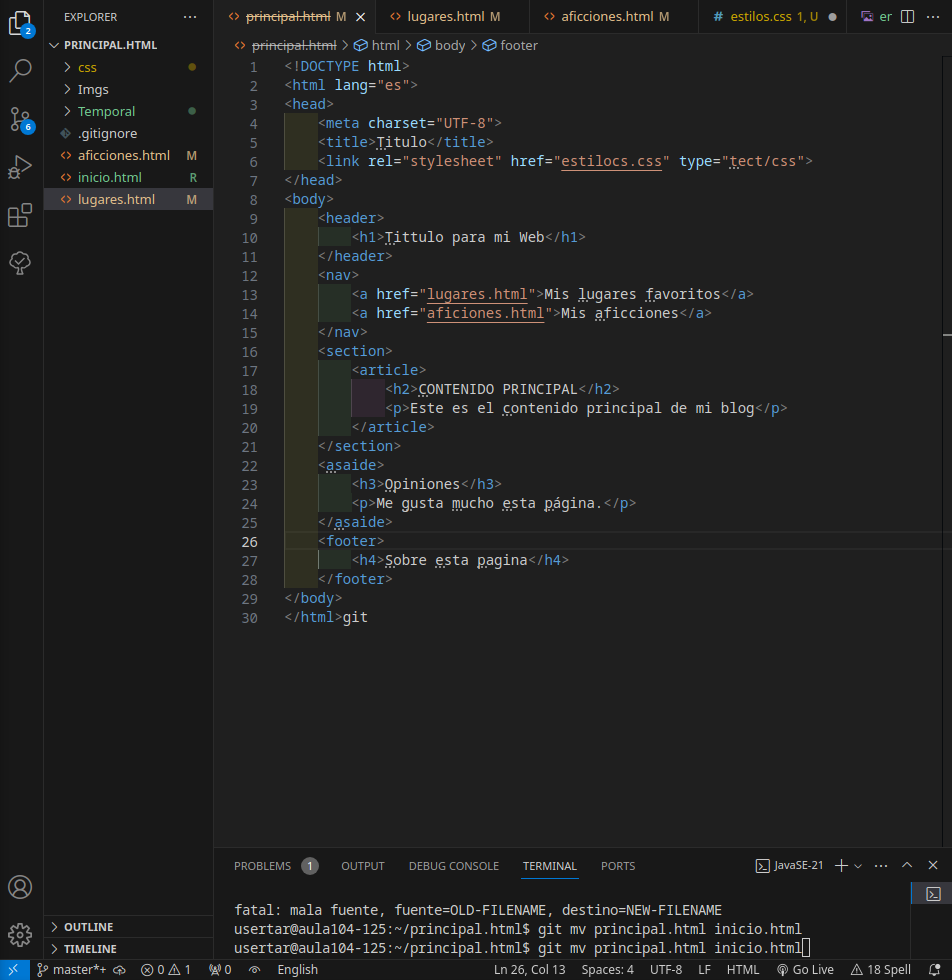 EXPLORER
PRINCIPAL.HTML
css
Imgs
Temporal
.gitignore
aficciones.html M
inicio.html R
lugares.html M
OUTLINE
TIMELINE
2
6
principal.html M
lugares.html M
aficciones.html M
# estilos.css 1, U
er
principal.html > html > body > footer
1 <!DOCTYPE html>
2 <html lang="es">
3 <head>
4 <meta charset="UTF-8">
5 <title>Titulo</title>
6 <link rel="stylesheet" href="estilocs.css" type="tect/css">
7 </head>
8 <body>
9 <header>
10 <h1>Tittulo para mi Web</h1>
11 </header>
12 <nav>
13 <a href="lugares.html">Mis lugares favoritos</a>
14 <a href="aficiones.html">Mis aficciones</a>
15 </nav>
16 <section>
17 <article>
18 <h2>CONTENIDO PRINCIPAL</h2>
19 <p>Este es el contenido principal de mi blog</p>
20 </article>
21 </section>
22 <asaide>
23 <h3>Opiniones</h3>
24 <p>Me gusta mucho esta página.</p>
25 </asaide>
26 <footer>
27 <h4>Sobre esta pagina</h4>
28 </footer>
29 </body>
30 </html>git
PROBLEMS 1 OUTPUT DEBUG CONSOLE TERMINAL PORTS JavaSE-21
fatal: mala fuente, fuente=OLD-FILENAME, destino=NEW-FILENAME
usertar@aula104-125:~/principal.html$ git mv principal.html inicio.html
usertar@aula104-125:~/principal.html$ git mv principal.html inicio.html
master*+ 0 1 0 English Ln 26, Col 13 Spaces: 4 UTF-8 LF HTML Go Live 18 Spell